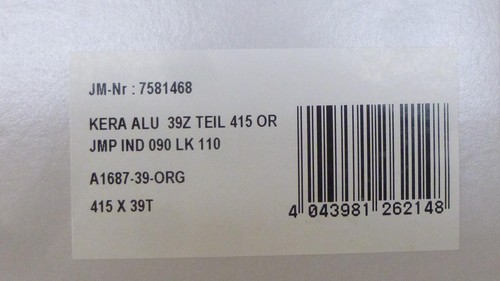 JM-Nr : 7581468
KERA ALU 39Z TEIL 415 OR
JMP IND 090 LK 110
A1687-39-ORG
415 X 39T
4 043981 262148